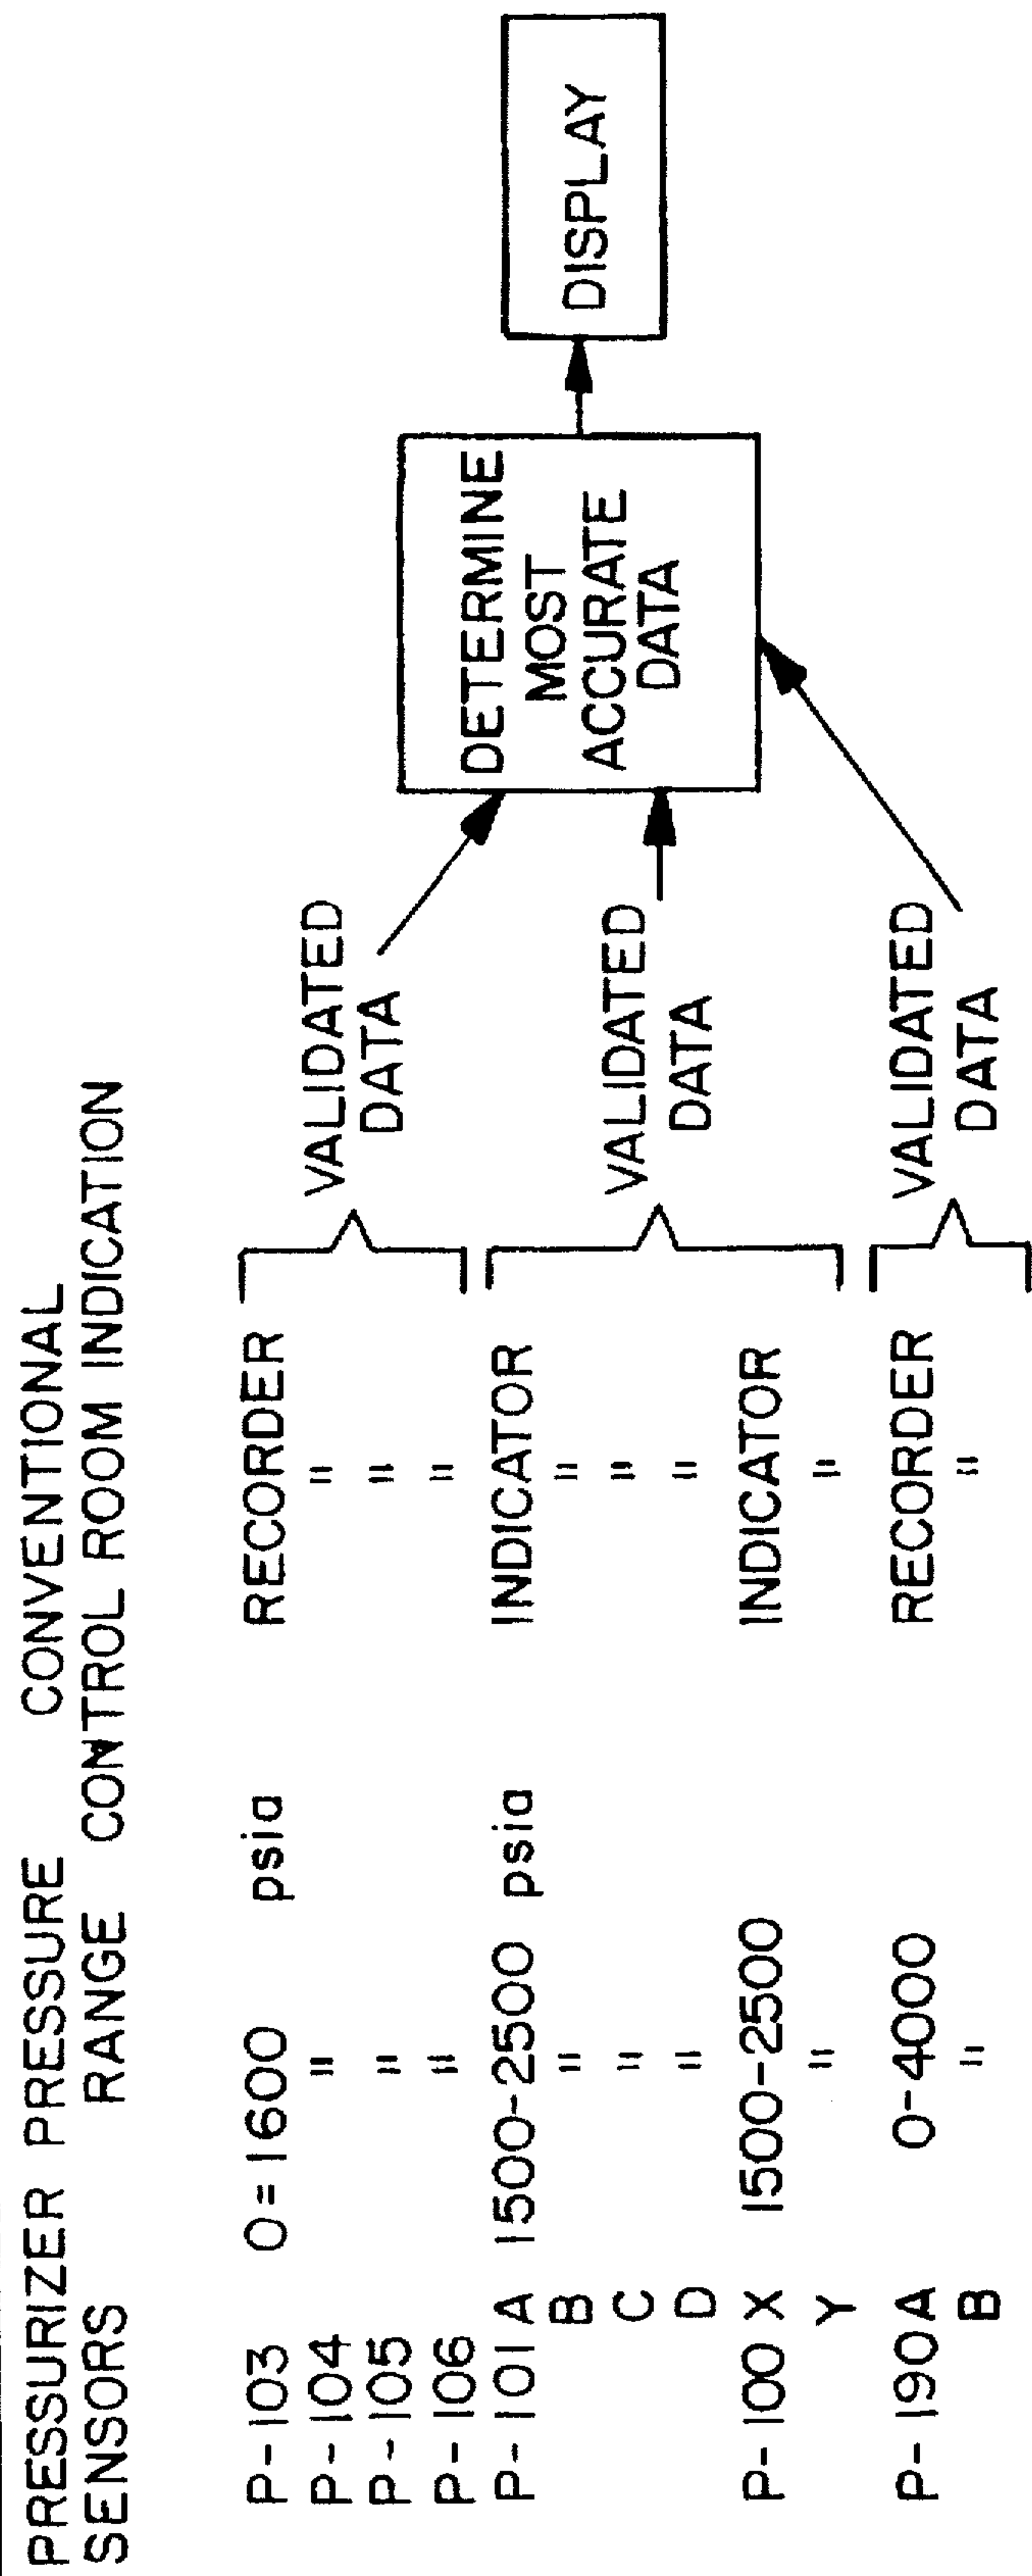 PRESSURIZER PRESSURE CONVENTIONAL
SENSORS RANGE CONTROL ROOM INDICATION
P-103 0=1600 psia RECORDER
P-104 " "
P-105 " "
P-106 " "
P-101 A 1500-2500 psia INDICATOR
B " "
C " "
D " "
P-100 X 1500-2500 INDICATOR
Y " "
P-190A 0-4000 RECORDER
B " "
VALIDATED
DATA
VALIDATED
DATA
VALIDATED
DATA
DETERMINE
MOST
ACCURATE
DATA
DISPLAY